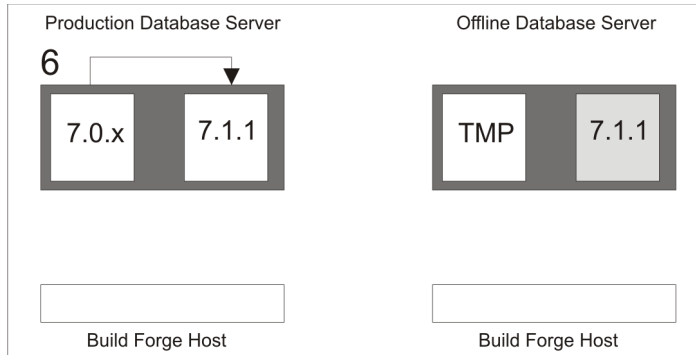 Production Database Server
Offline Database Server
6
7.0.x
7.1.1
TMP
7.1.1
Build Forge Host
Build Forge Host